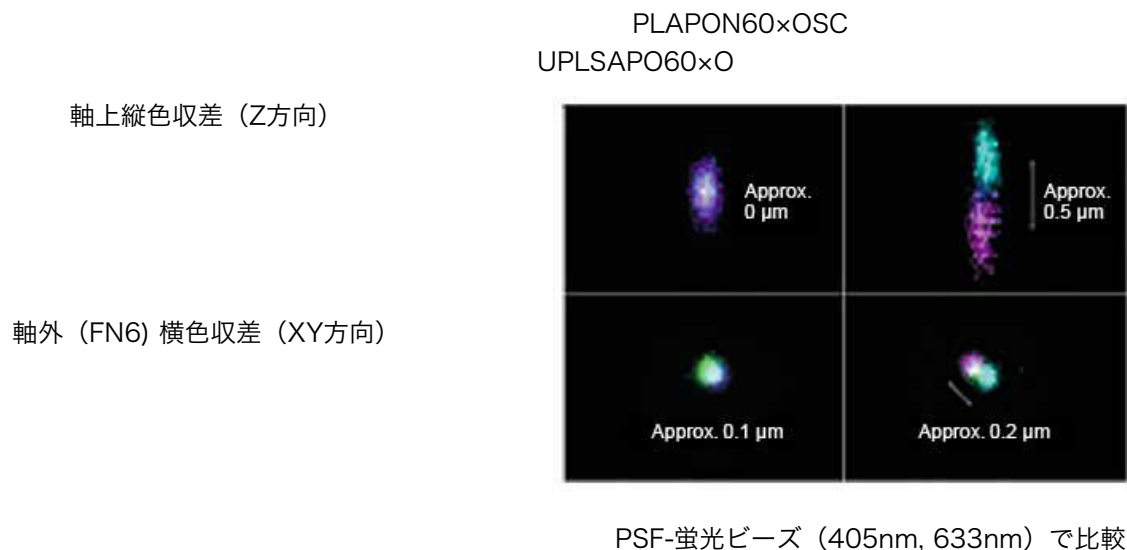 PLAPON60×OSC
UPLSAPO60×O
軸上縦色収差（Z方向）
Approx.
0 µm
Approx.
0.5 µm
軸外（FN6) 横色収差（XY方向）
Approx. 0.1 µm
Approx. 0.2 µm
PSF-蛍光ビーズ（405nm, 633nm）で比較